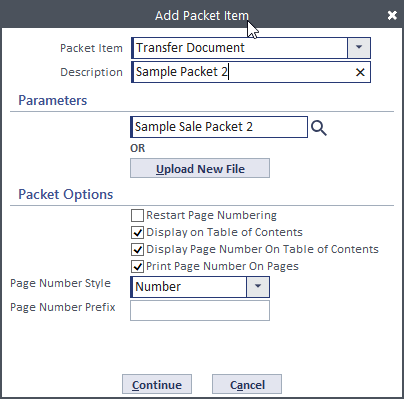 Add Packet Item
Packet Item Transfer Document
Description Sample Packet 2
Parameters
Sample Sale Packet 2
OR
Upload New File
Packet Options
Restart Page Numbering
Display on Table of Contents
Display Page Number On Table of Contents
Print Page Number On Pages
Page Number Style Number
Page Number Prefix
Continue Cancel